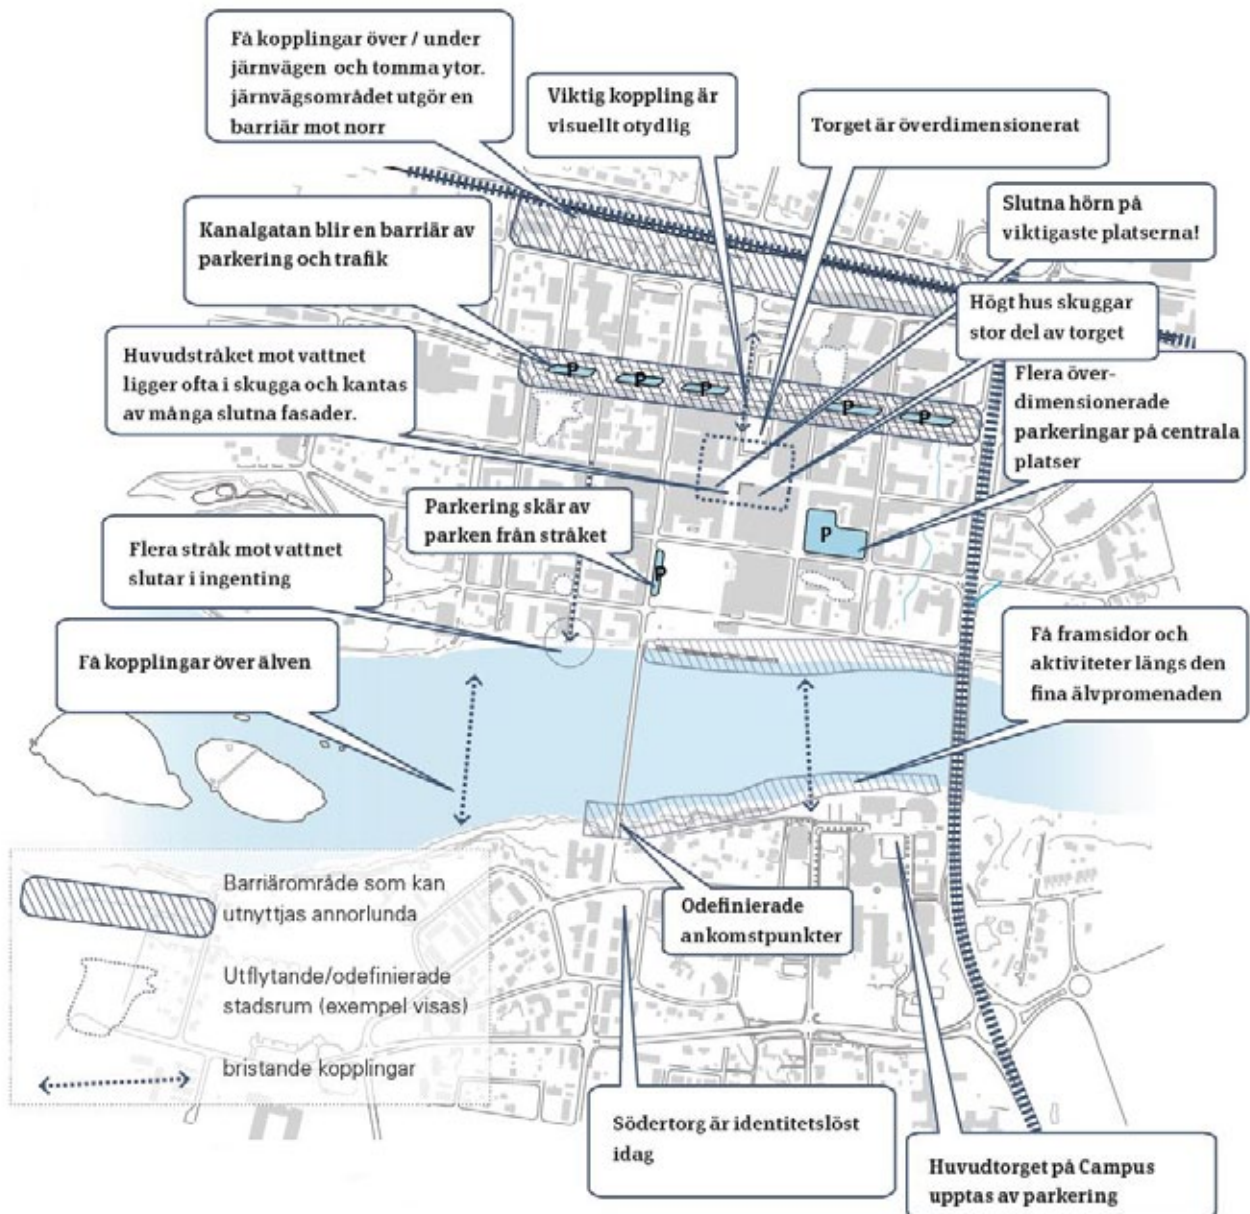 Få kopplingar över / under
järnvägen och tomma ytor.
järnvägsområdet utgör en
barriär mot norr
Viktig koppling är
visuellt otydlig
Torget är överdimensionerat
Slutna hörn på
viktigaste platserna!
Kanalgatan blir en barriär av
parkering och trafik
Högt hus skuggar
stor del av torget
Huvudstråket mot vattnet
ligger ofta i skugga och kantas
av många slutna fasader.
Flera över-
dimensionerade
parkeringar på centrala
platser
P
P
P
P
P
Parkering skär av
parken från stråket
P
P
Flera stråk mot vattnet
slutar i ingenting
Få kopplingar över älven
Få framsidor och
aktiviteter längs den
fina älvpromenaden
Odefinierade
ankomstpunkter
Barriärområde som kan
utnyttjas annorlunda
Utflytande/odefinierade
stadsrum (exempel visas)
bristande kopplingar
Södertorg är identitetslöst
idag
Huvudtorget på Campus
upptas av parkering